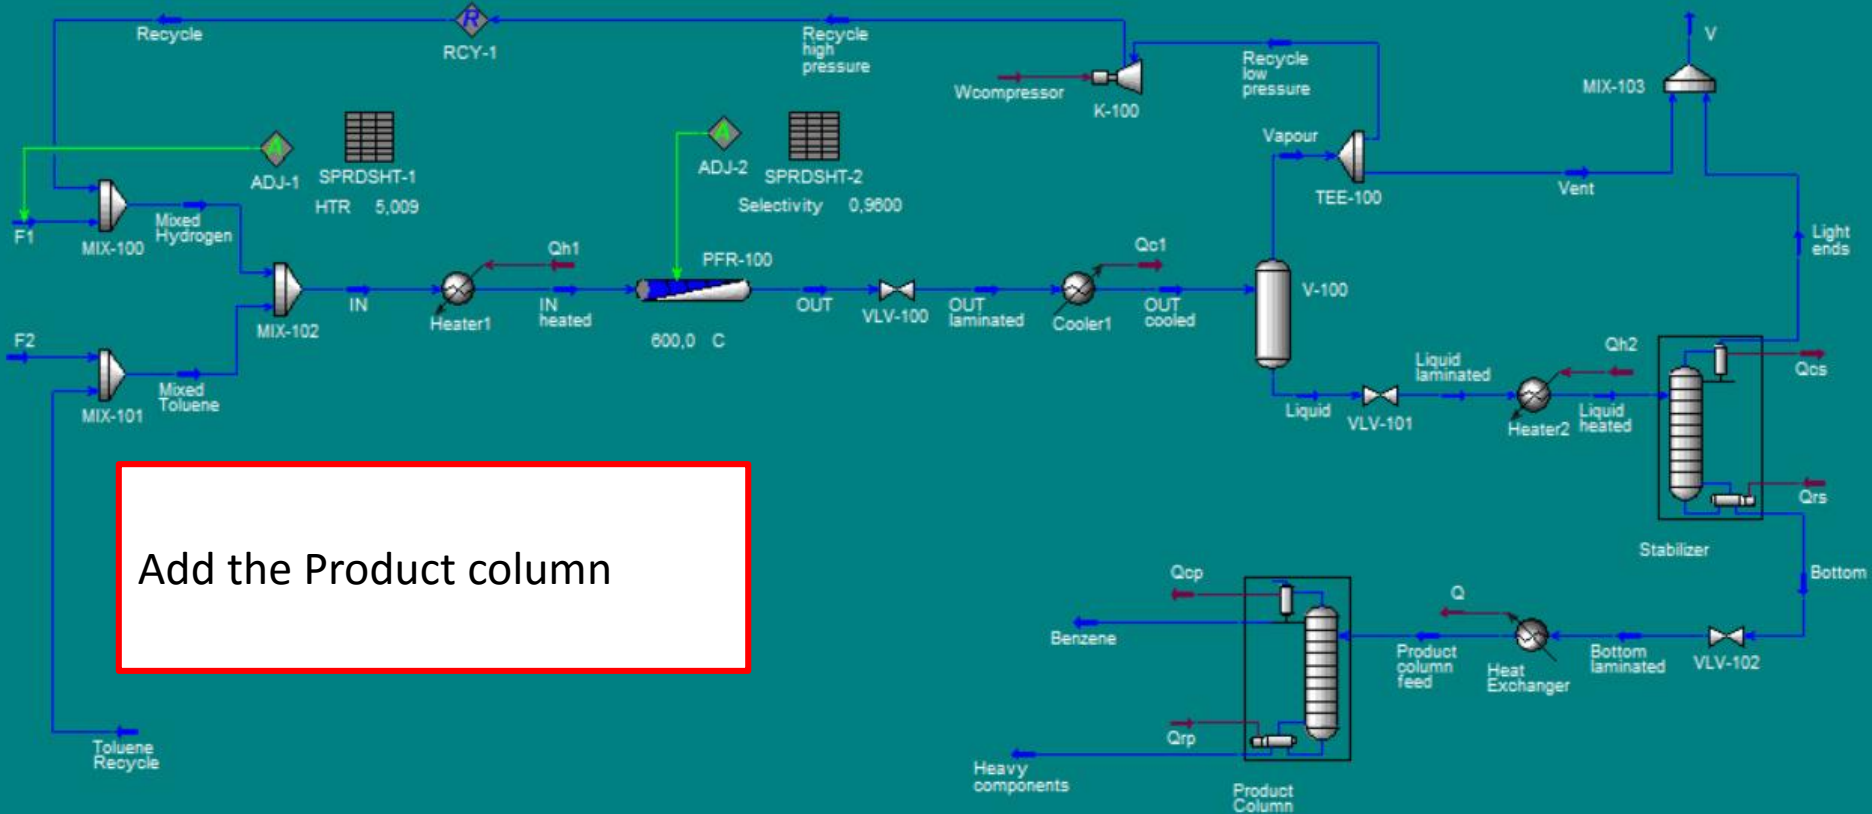 Recycle
RCY-1
Recycle
high
pressure
Wcompressor
K-100
Recycle
low
pressure
MIX-103
V
ADJ-1
SPRDSHT-1
HTR 5,009
ADJ-2
SPRDSHT-2
Selectivity 0,9600
Vapour
TEE-100
Vent
F1
MIX-100
Mixed
Hydrogen
MIX-102
IN
Heater1
Qh1
IN
heated
PFR-100
600,0 C
OUT
VLV-100
OUT
laminated
Cooler1
Qc1
OUT
cooled
V-100
Light
ends
F2
MIX-101
Mixed
Toluene
Liquid
VLV-101
Liquid
laminated
Heater2
Qh2
Liquid
heated
Qcs
Qrs
Stabilizer
Bottom
Add the Product column
Qcp
Benzene
Product
column
feed
Q
Heat
Exchanger
Bottom
laminated
VLV-102
Toluene
Recycle
Qrp
Heavy
components
Product
Column